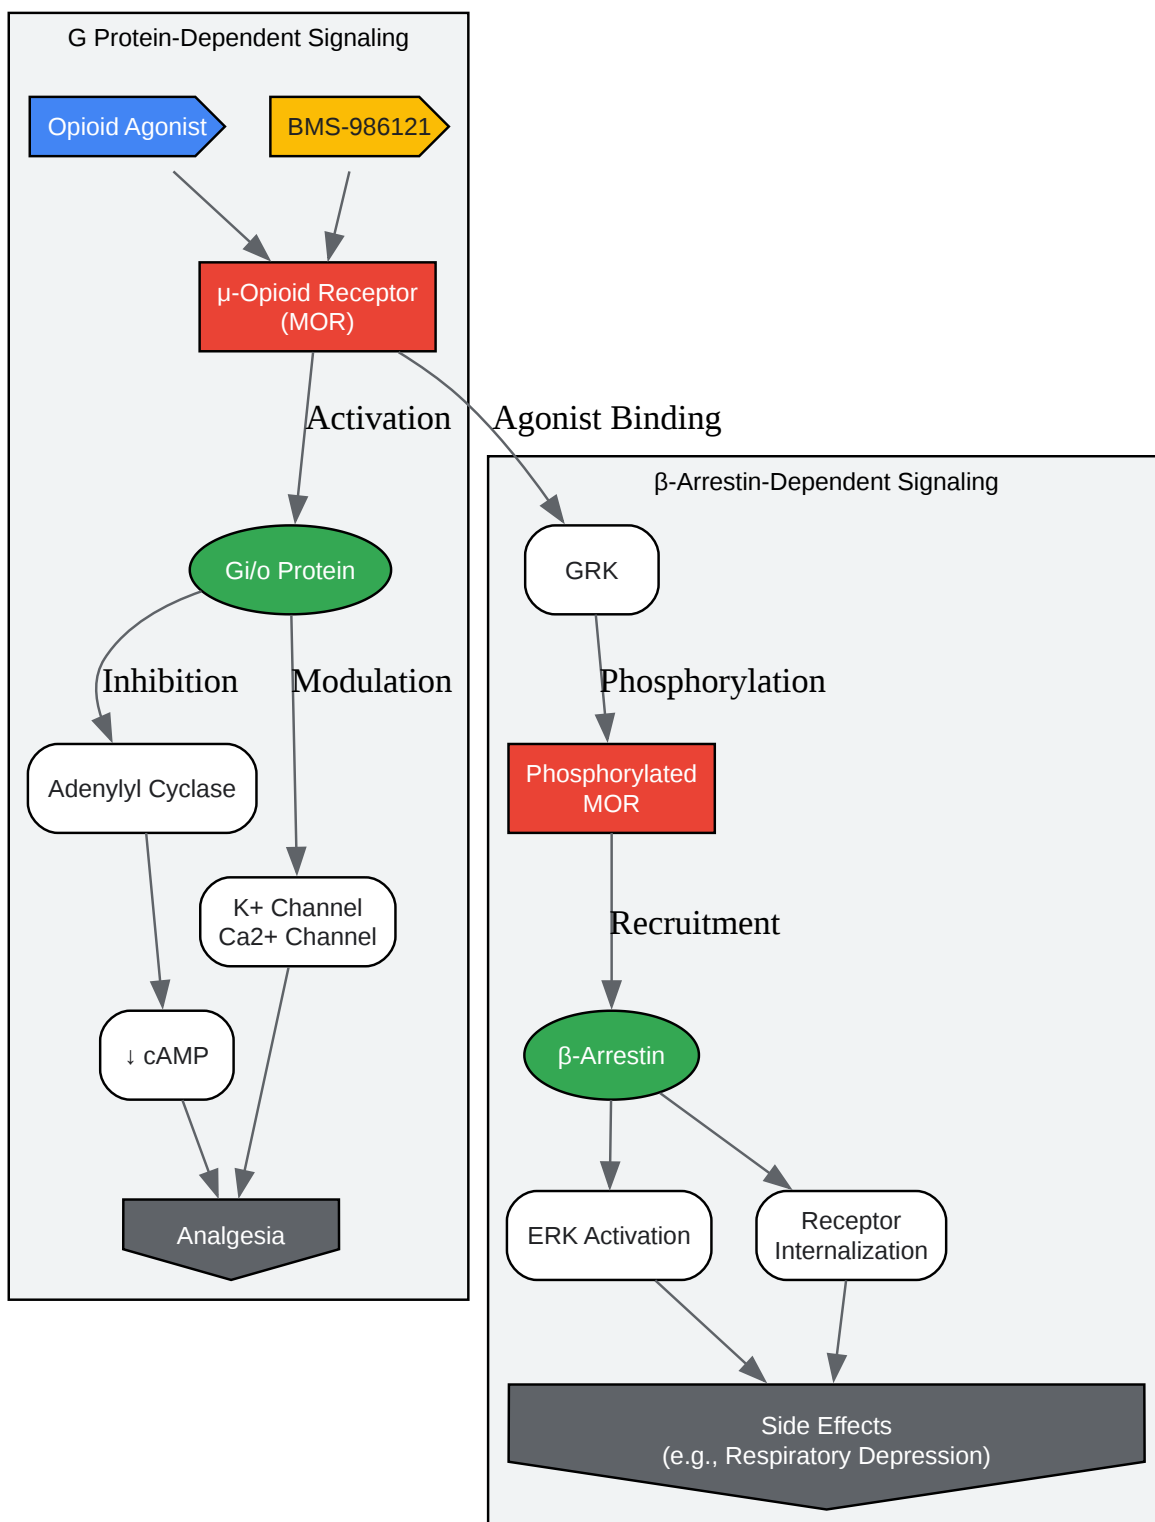 G Protein-Dependent Signaling
Opioid Agonist
BMS-986121
μ-Opioid Receptor
(MOR)
Activation
Agonist Binding
β-Arrestin-Dependent Signaling
Gi/o Protein
GRK
Inhibition
Modulation
Phosphorylation
Adenylyl Cyclase
Phosphorylated
MOR
K+ Channel
Ca2+ Channel
Recruitment
↓ cAMP
β-Arrestin
Analgesia
ERK Activation
Receptor
Internalization
Side Effects
(e.g., Respiratory Depression)